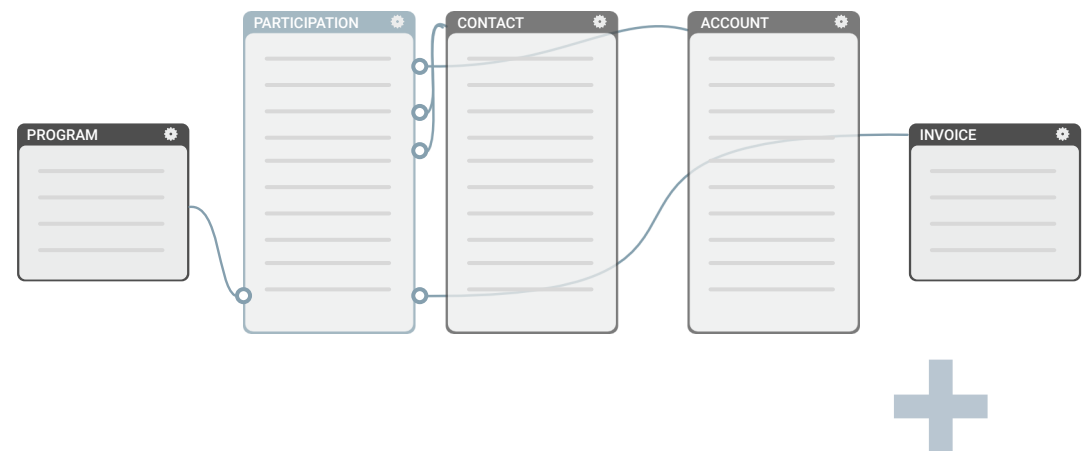 PARTICIPATION
CONTACT
ACCOUNT
PROGRAM
INVOICE